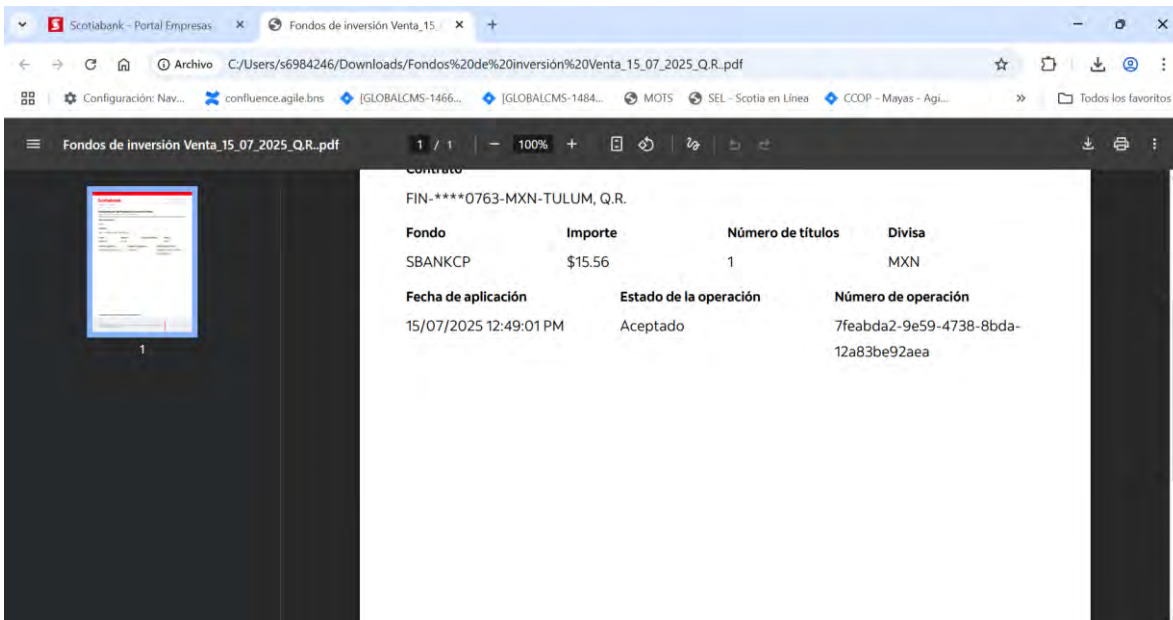 Scotiabank - Portal Empresas
Fondos de inversión Venta_15_
Archivo C:/Users/s6984246/Downloads/Fondos%20de%20inversión%20Venta_15_07_2025_Q.R..pdf
Configuración: Nav... confluence.agile.bns [GLOBALCMS-1466... [GLOBALCMS-1484... MOTS SEL - Scotia en Línea CCOP - Mayas - Agi... » Todos los favoritos
Fondos de inversión Venta_15_07_2025_Q.R..pdf 1 / 1 100%
Contrato
FIN-****0763-MXN-TULUM, Q.R.
Fondo Importe Número de títulos Divisa
SBANKCP $15.56 1 MXN
Fecha de aplicación Estado de la operación Número de operación
15/07/2025 12:49:01 PM Aceptado 7feabda2-9e59-4738-8bda-
12a83be92aea
1